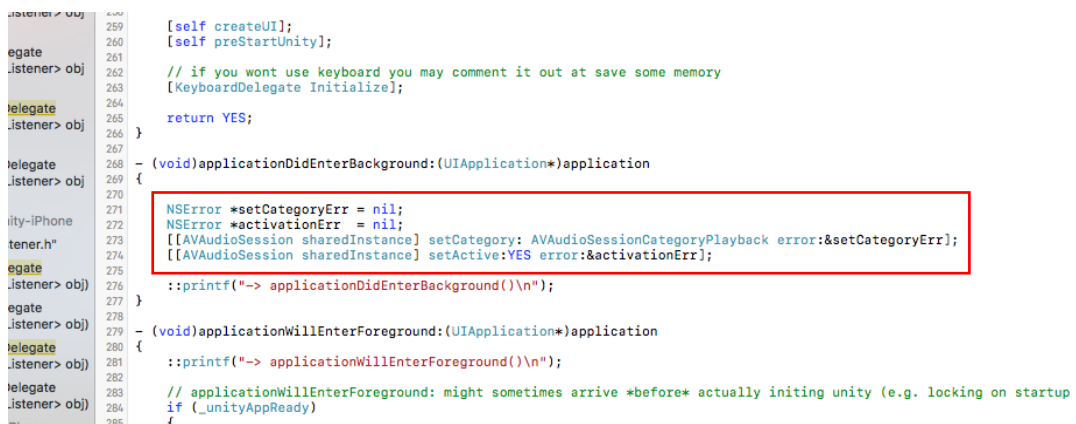 egate
Listener> obj
Delegate
Listener> obj
Delegate
Listener> obj
ity-iPhone
tener.h"
egate
Listener> obj)
egate
Listener> obj)
Delegate
Listener> obj)
Delegate
Listener> obj)
259 [self createUI];
260 [self preStartUnity];
261
262 // if you wont use keyboard you may comment it out at save some memory
263 [KeyboardDelegate Initialize];
264
265 return YES;
266 }
267
268 - (void)applicationDidEnterBackground:(UIApplication*)application
269 {
270
271 NSError *setCategoryErr = nil;
272 NSError *activationErr  = nil;
273 [[AVAudioSession sharedInstance] setCategory: AVAudioSessionCategoryPlayback error:&setCategoryErr];
274 [[AVAudioSession sharedInstance] setActive:YES error:&activationErr];
275
276 ::printf("-> applicationDidEnterBackground()\n");
277 }
278
279 - (void)applicationWillEnterForeground:(UIApplication*)application
280 {
281 ::printf("-> applicationWillEnterForeground()\n");
282
283 // applicationWillEnterForeground: might sometimes arrive *before* actually initing unity (e.g. locking on startup
284 if (_unityAppReady)
285 {